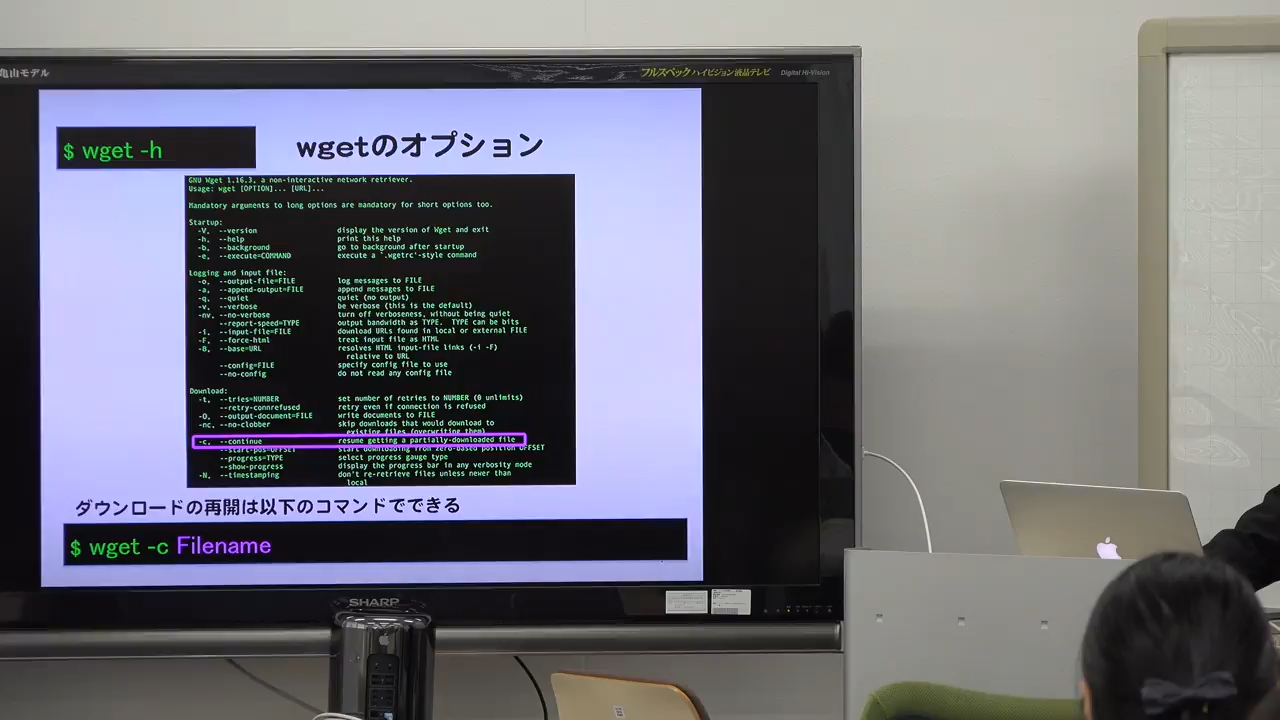 亀山モデル
フルスペックハイビジョン液晶テレビ Digital Hi-Vision
$ wget -h
wgetのオプション
GNU Wget 1.16.3, a non-interactive network retriever.
Usage: wget [OPTION]... [URL]...
Mandatory arguments to long options are mandatory for short options too.
Startup:
-V, --version display the version of Wget and exit
-h, --help print this help
-b, --background go to background after startup
-e, --execute=COMMAND execute a `.wgetrc'-style command
Logging and input file:
-o, --output-file=FILE log messages to FILE
-a, --append-output=FILE append messages to FILE
-q, --quiet quiet (no output)
-v, --verbose be verbose (this is the default)
-nv, --no-verbose turn off verboseness, without being quiet
--report-speed=TYPE output bandwidth as TYPE. TYPE can be bits
-i, --input-file=FILE download URLs found in local or external FILE
-F, --force-html treat input file as HTML
-B, --base=URL resolves HTML input-file links (-i -F)
relative to URL
--config=FILE specify config file to use
--no-config do not read any config file
Download:
-t, --tries=NUMBER set number of retries to NUMBER (0 unlimits)
--retry-connrefused retry even if connection is refused
-O, --output-document=FILE write documents to FILE
-nc, --no-clobber skip downloads that would download to
existing files (overwriting them)
-c, --continue resume getting a partially-downloaded file
--start-pos=OFFSET start downloading from zero-based position OFFSET
--progress=TYPE select progress gauge type
--show-progress display the progress bar in any verbosity mode
-N, --timestamping don't re-retrieve files unless newer than
local
ダウンロードの再開は以下のコマンドでできる
$ wget -c Filename
SHARP